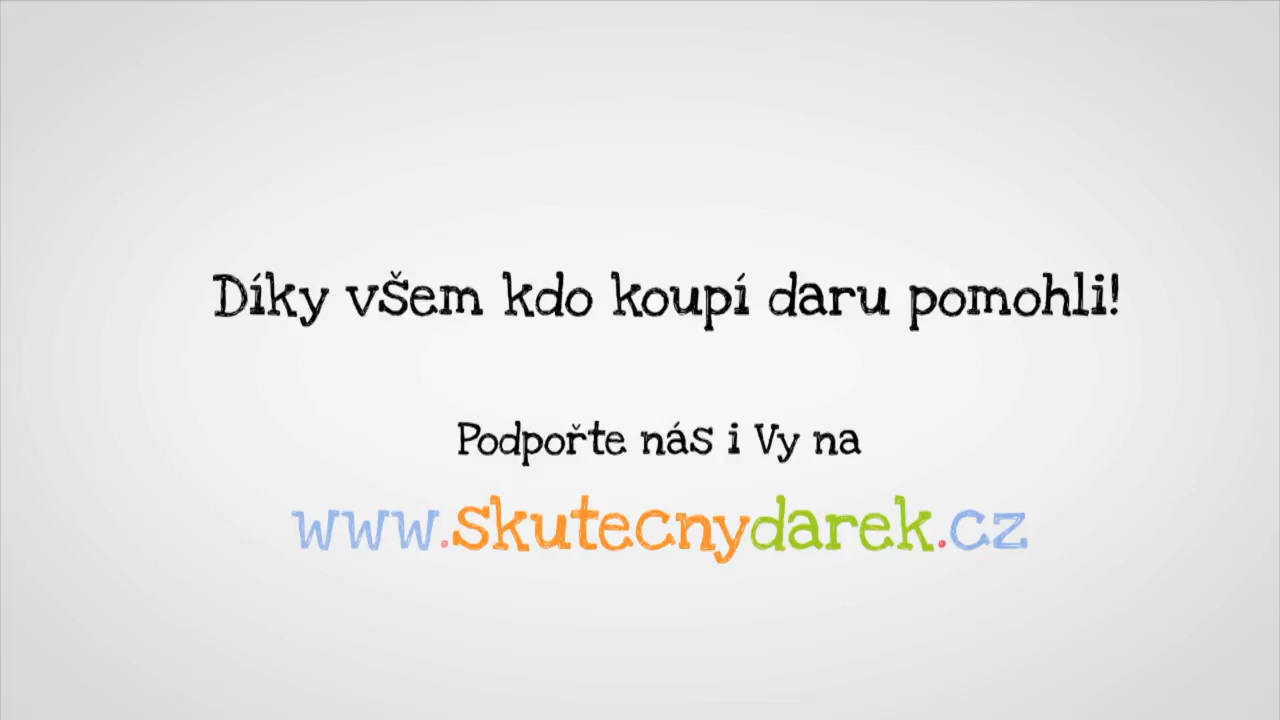 Díky všem kdo koupí daru pomohli!
Podpořte nás i Vy na
www.skutecnydarek.cz